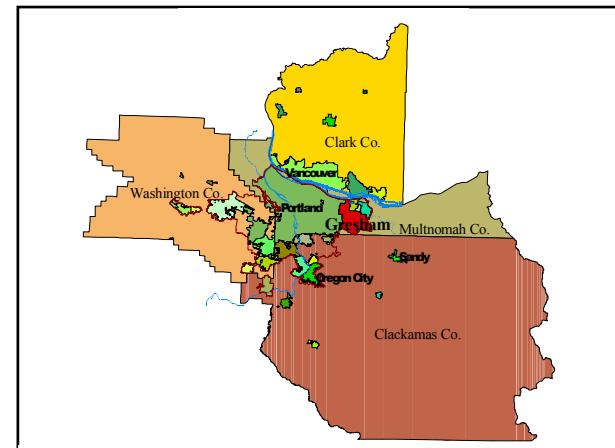 Clark Co.
Vancouver
Washington Co.
Portland
Gresham
Multnomah Co.
Sandy
Oregon City
Clackamas Co.